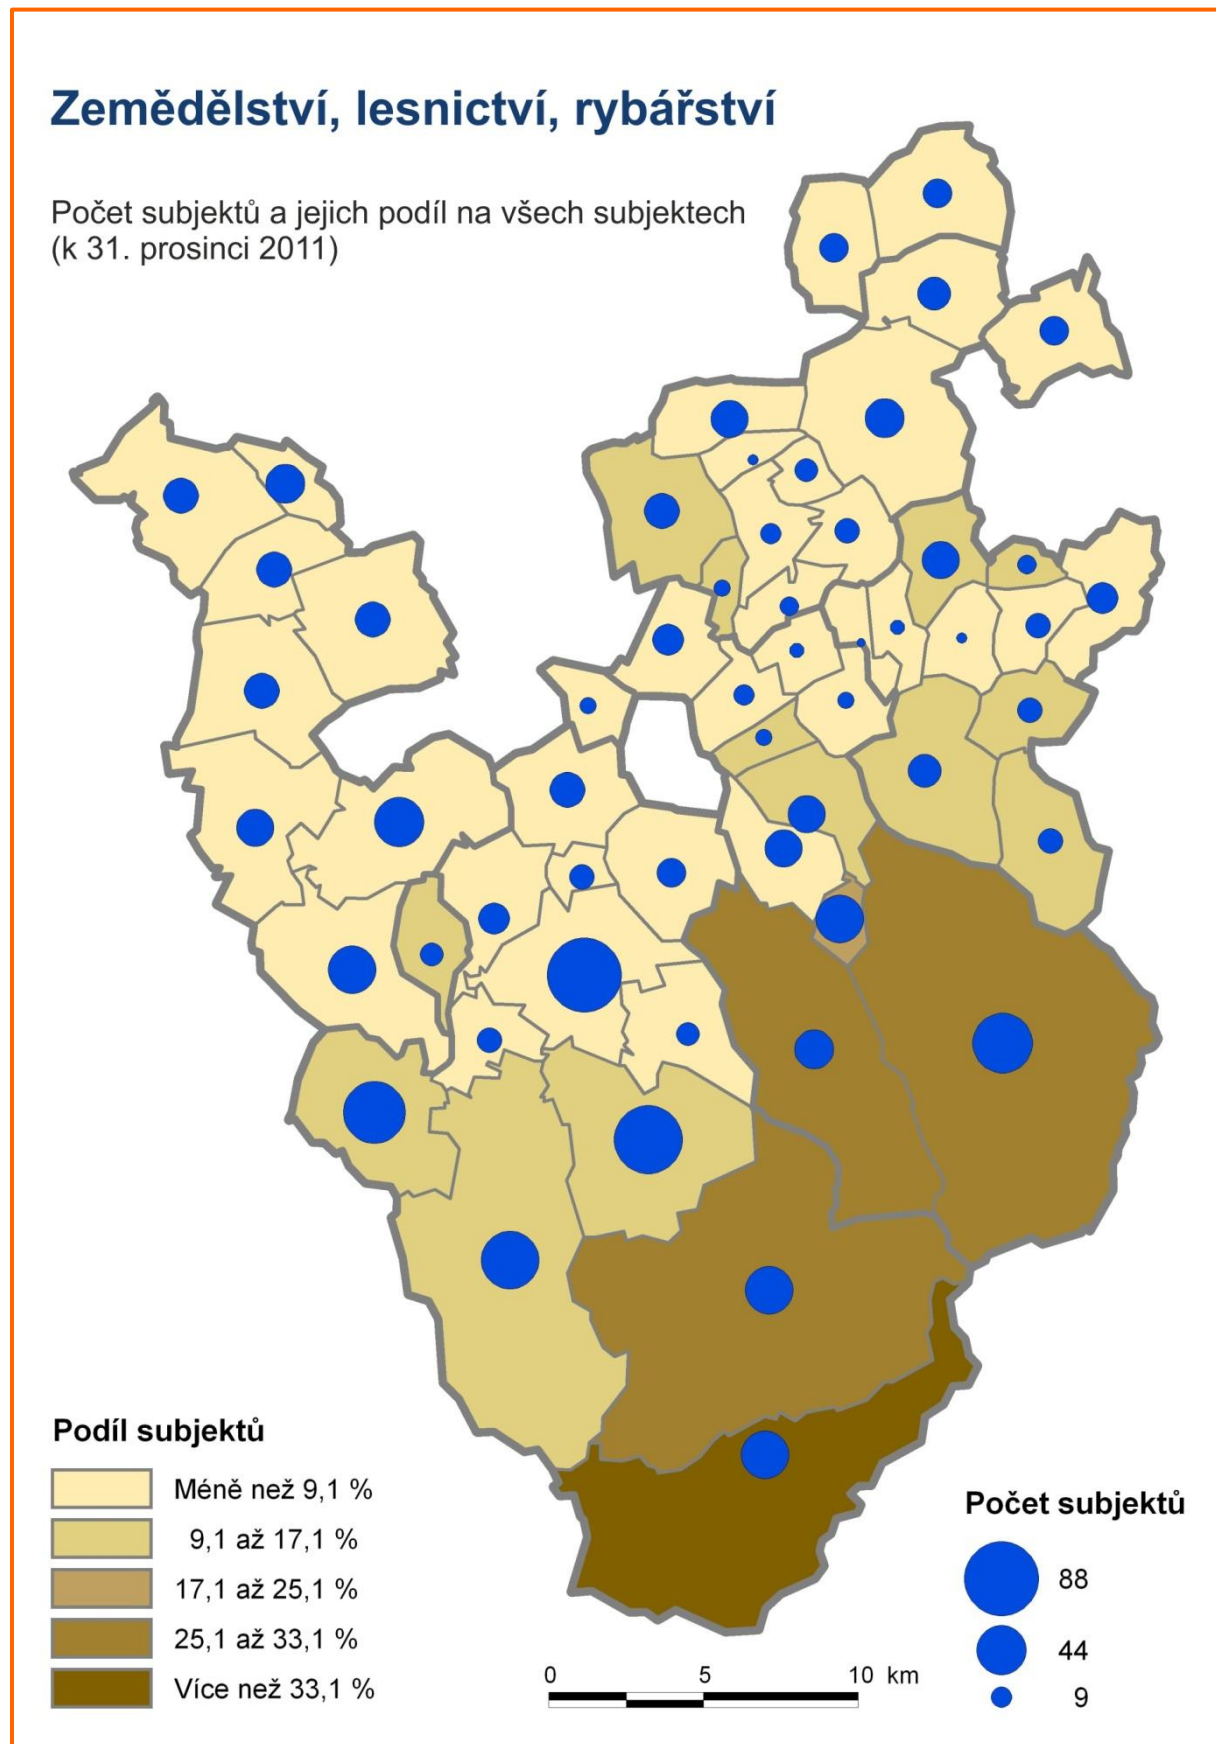 Zemědělství, lesnictví, rybářství
Počet subjektů a jejich podíl na všech subjektech
(k 31. prosinci 2011)
Podíl subjektů
Méně než 9,1 %
9,1 až 17,1 %
17,1 až 25,1 %
25,1 až 33,1 %
Více než 33,1 %
0 5 10 km
Počet subjektů
88
44
9